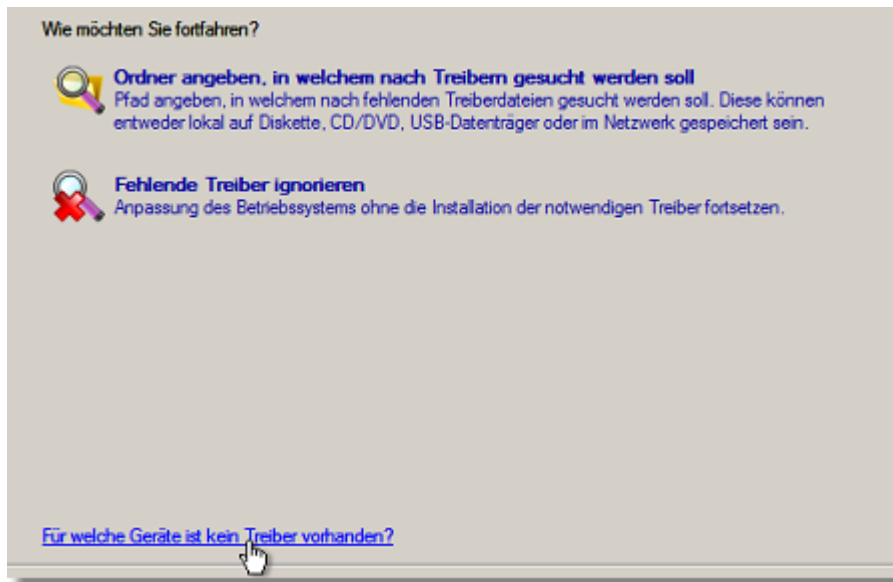 Wie möchten Sie fortfahren?
Ordner angeben, in welchem nach Treibern gesucht werden soll
Pfad angeben, in welchem nach fehlenden Treiberdateien gesucht werden soll. Diese können
entweder lokal auf Diskette, CD/DVD, USB-Datenträger oder im Netzwerk gespeichert sein.
Fehlende Treiber ignorieren
Anpassung des Betriebssystems ohne die Installation der notwendigen Treiber fortsetzen.
Für welche Geräte ist kein Treiber vorhanden?